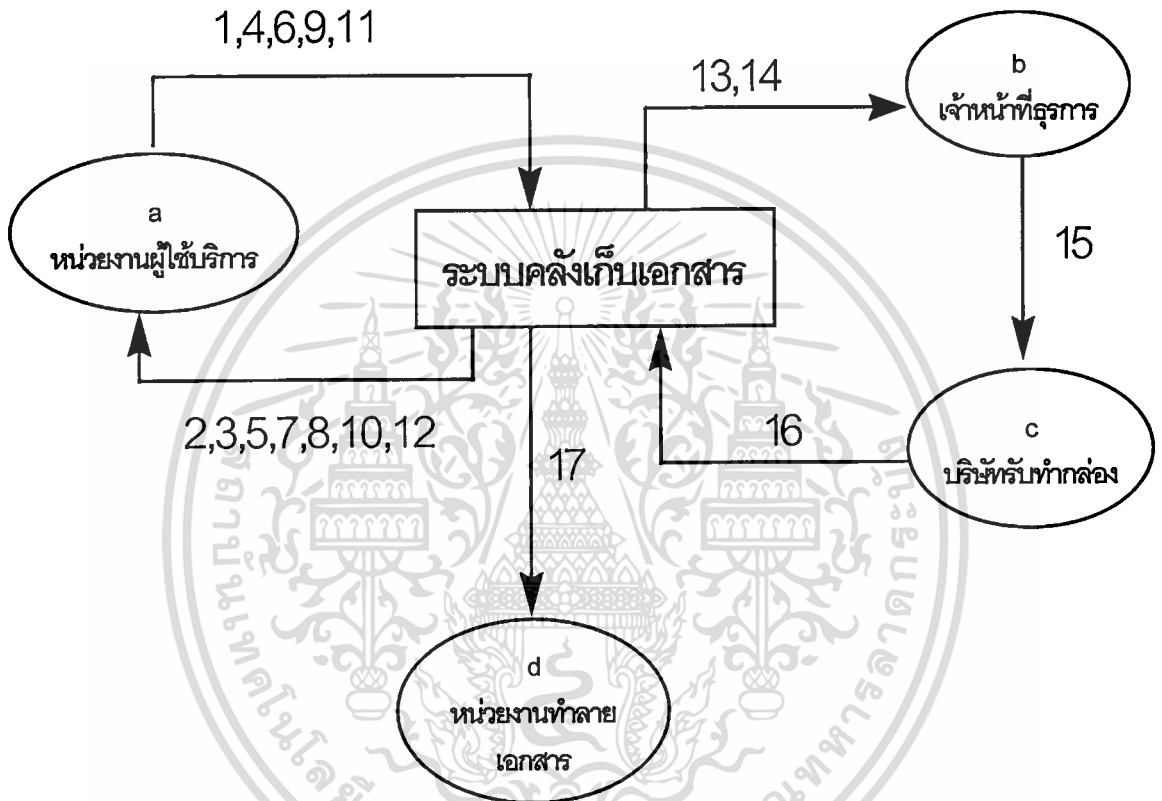 1,4,6,9,11
13,14
b
เจ้าหน้าที่ธุรการ
a
หน่วยงานผู้ใช้บริการ
ระบบคลังเก็บเอกสาร
15
2,3,5,7,8,10,12
17
16
c
บริษัทรับทำกล่อง
d
หน่วยงานทำลาย
เอกสาร